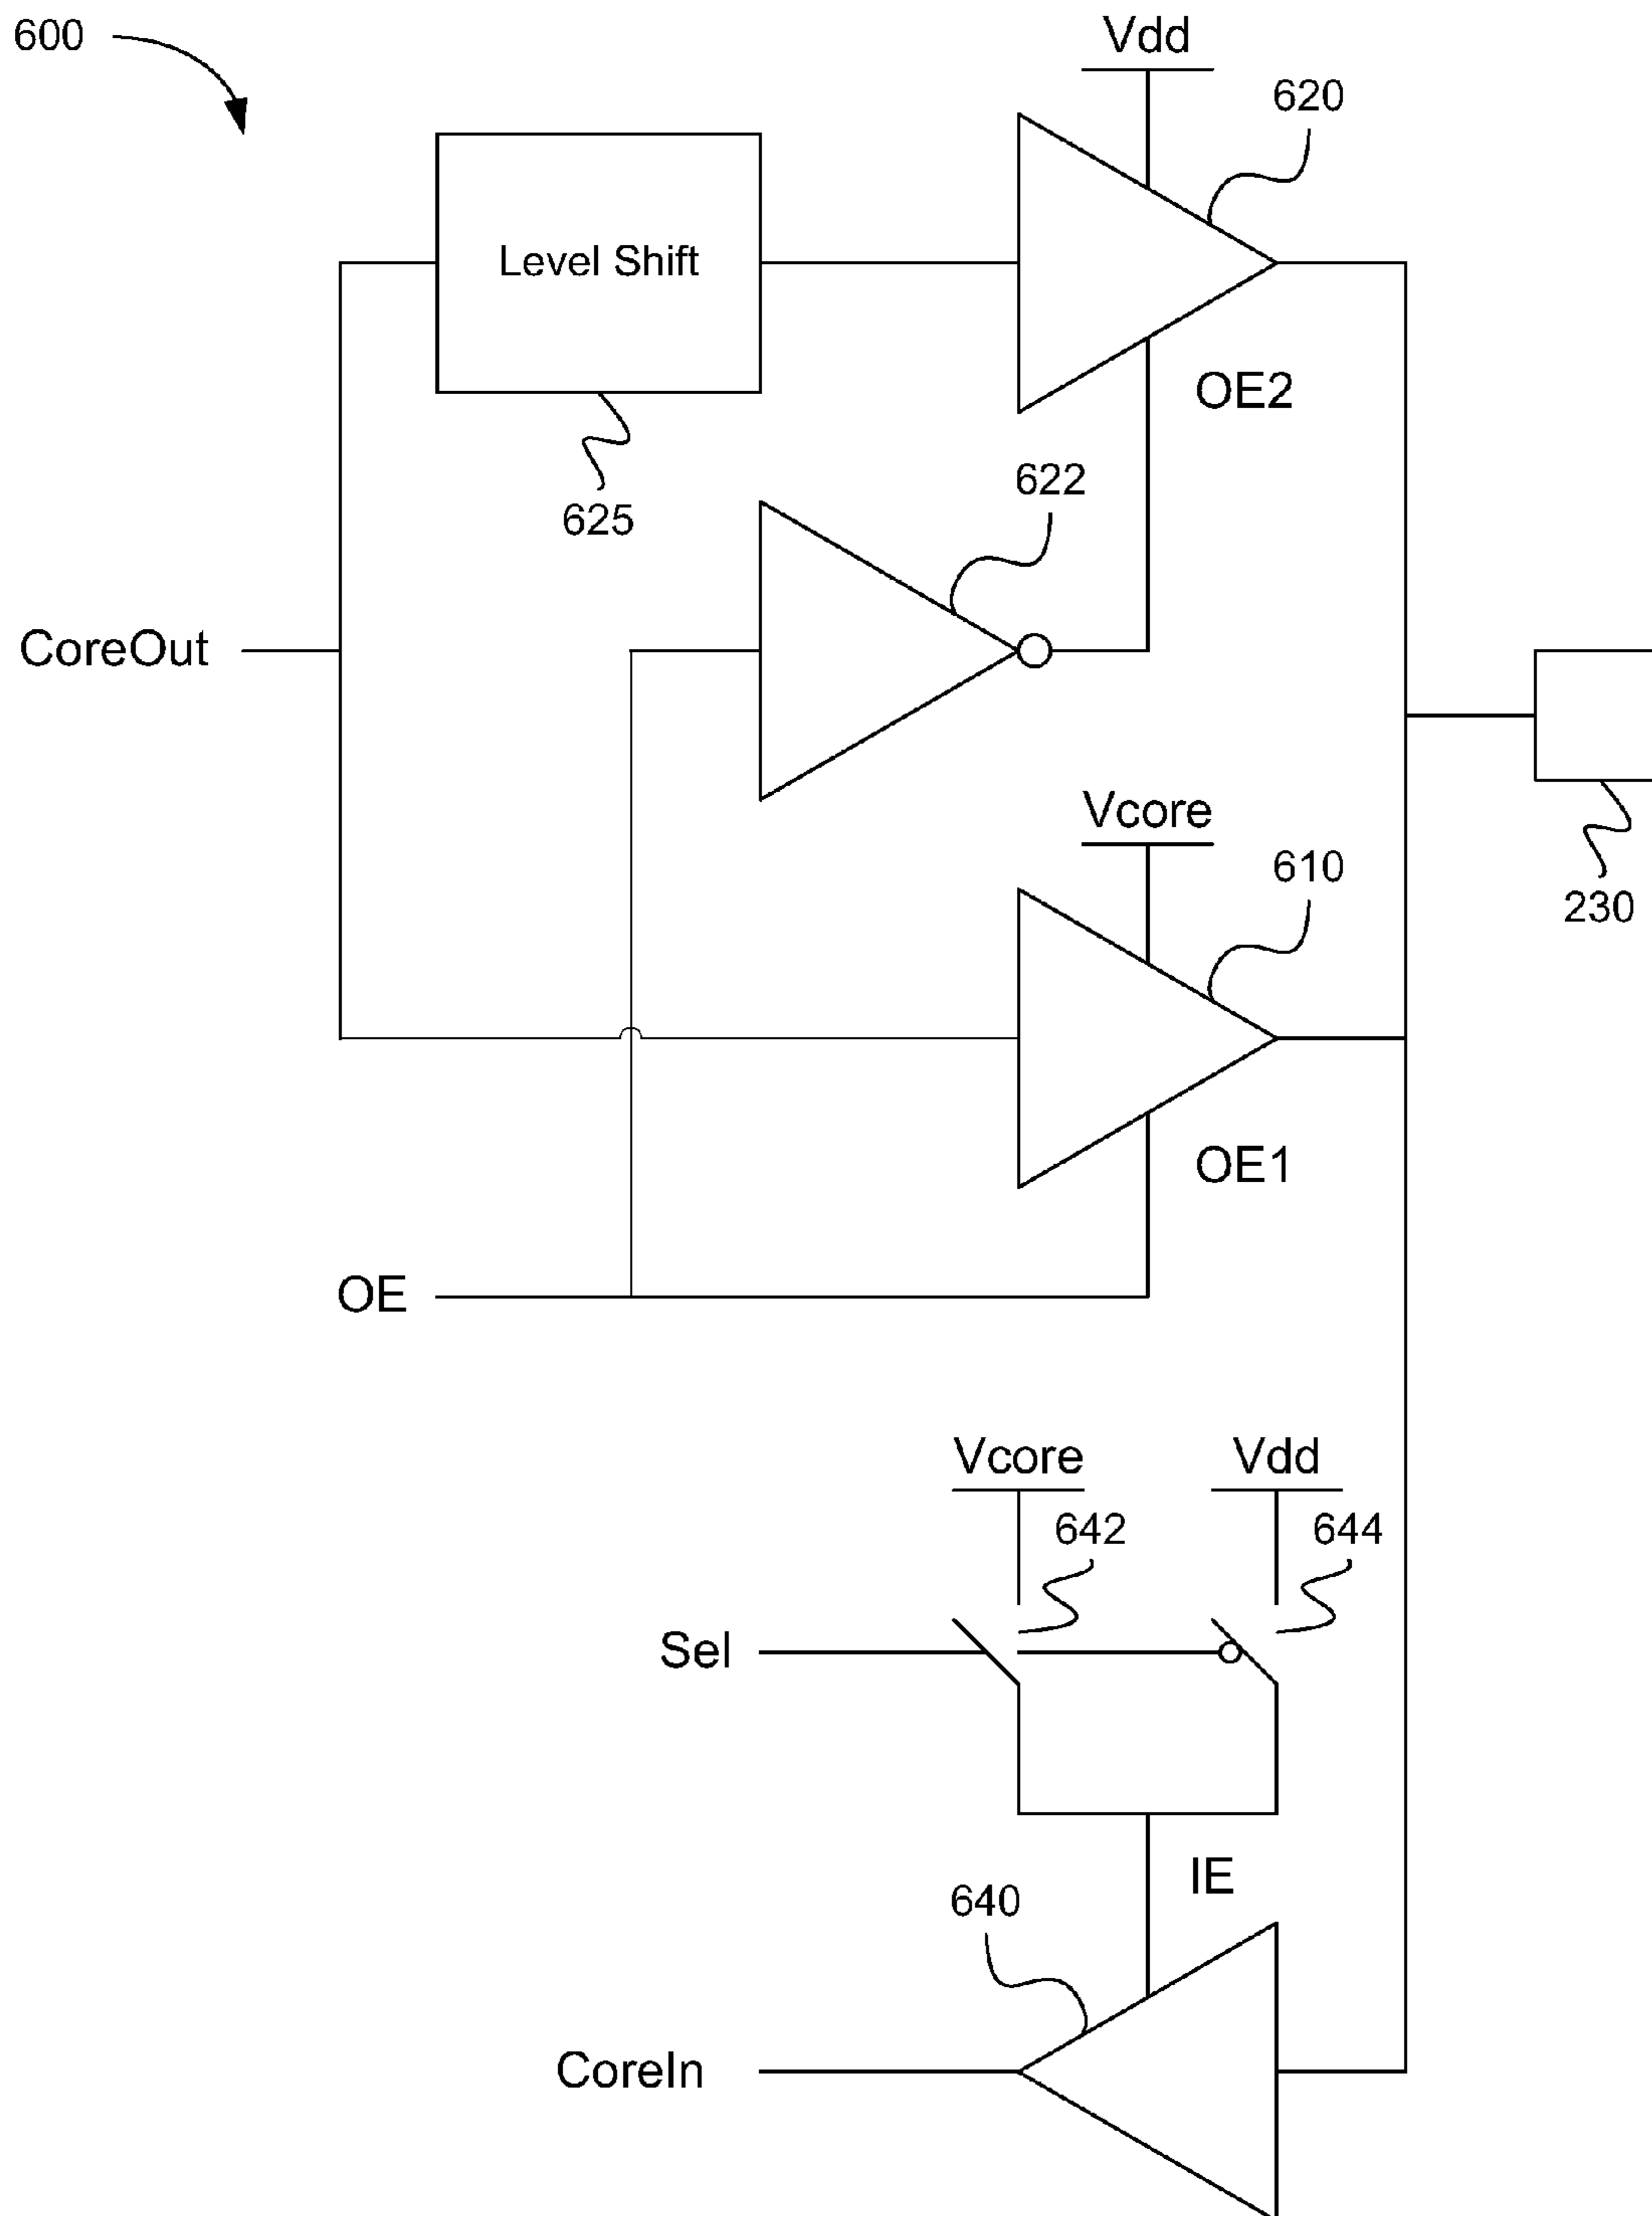 600
Vdd
620
Level Shift
OE2
622
625
CoreOut
Vcore
610
230
OE1
OE
Vcore
Vdd
642
644
Sel
IE
640
CoreIn